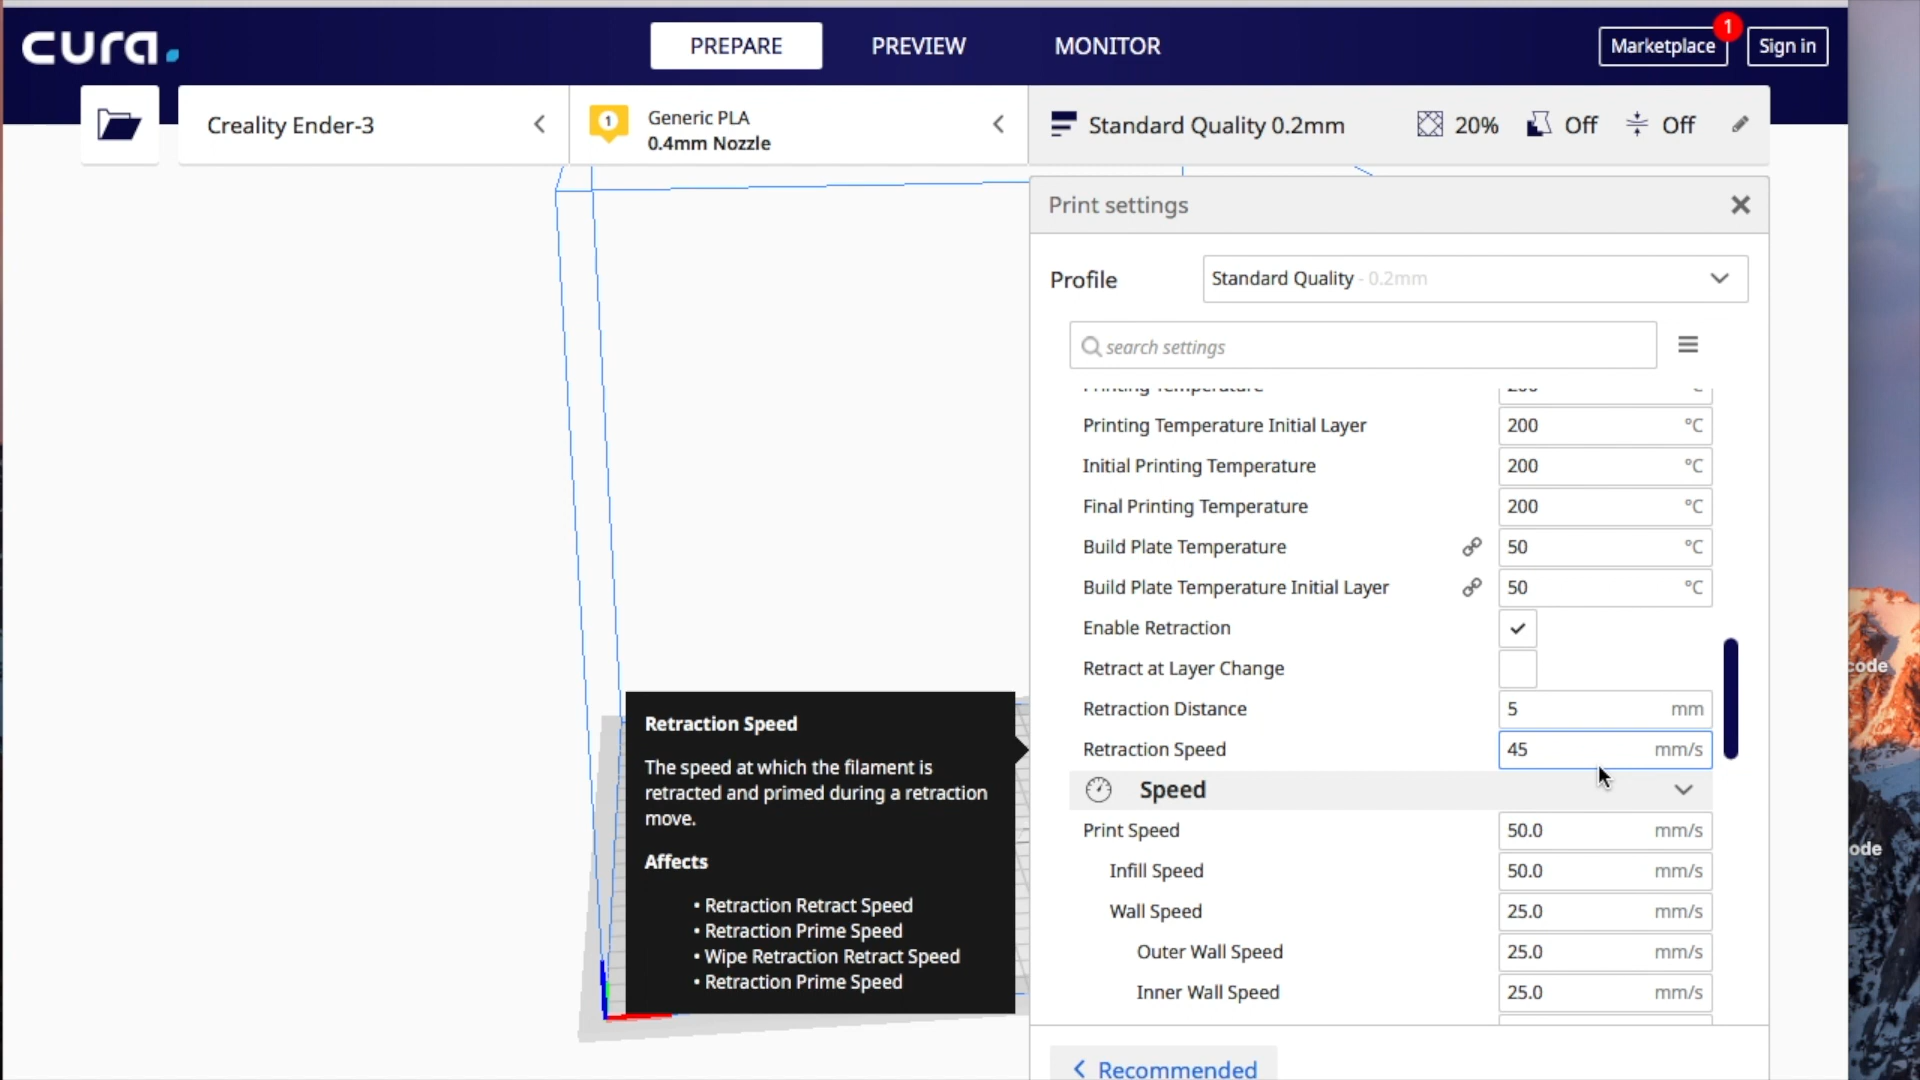 cura.
PREPARE
PREVIEW
MONITOR
Marketplace
1
Sign in
Creality Ender-3
1
Generic PLA
0.4mm Nozzle
Standard Quality 0.2mm
20%
Off
Off
Print settings
Profile
Standard Quality - 0.2mm
search settings
Printing Temperature
Printing Temperature Initial Layer 200 °C
Initial Printing Temperature 200 °C
Final Printing Temperature 200 °C
Build Plate Temperature 50 °C
Build Plate Temperature Initial Layer 50 °C
Enable Retraction
Retract at Layer Change
Retraction Distance 5 mm
Retraction Speed 45 mm/s
Speed
Print Speed 50.0 mm/s
Infill Speed 50.0 mm/s
Wall Speed 25.0 mm/s
Outer Wall Speed 25.0 mm/s
Inner Wall Speed 25.0 mm/s
Recommended
Retraction Speed
The speed at which the filament is
retracted and primed during a retraction
move.
Affects
• Retraction Retract Speed
• Retraction Prime Speed
• Wipe Retraction Retract Speed
• Retraction Prime Speed
code
ode